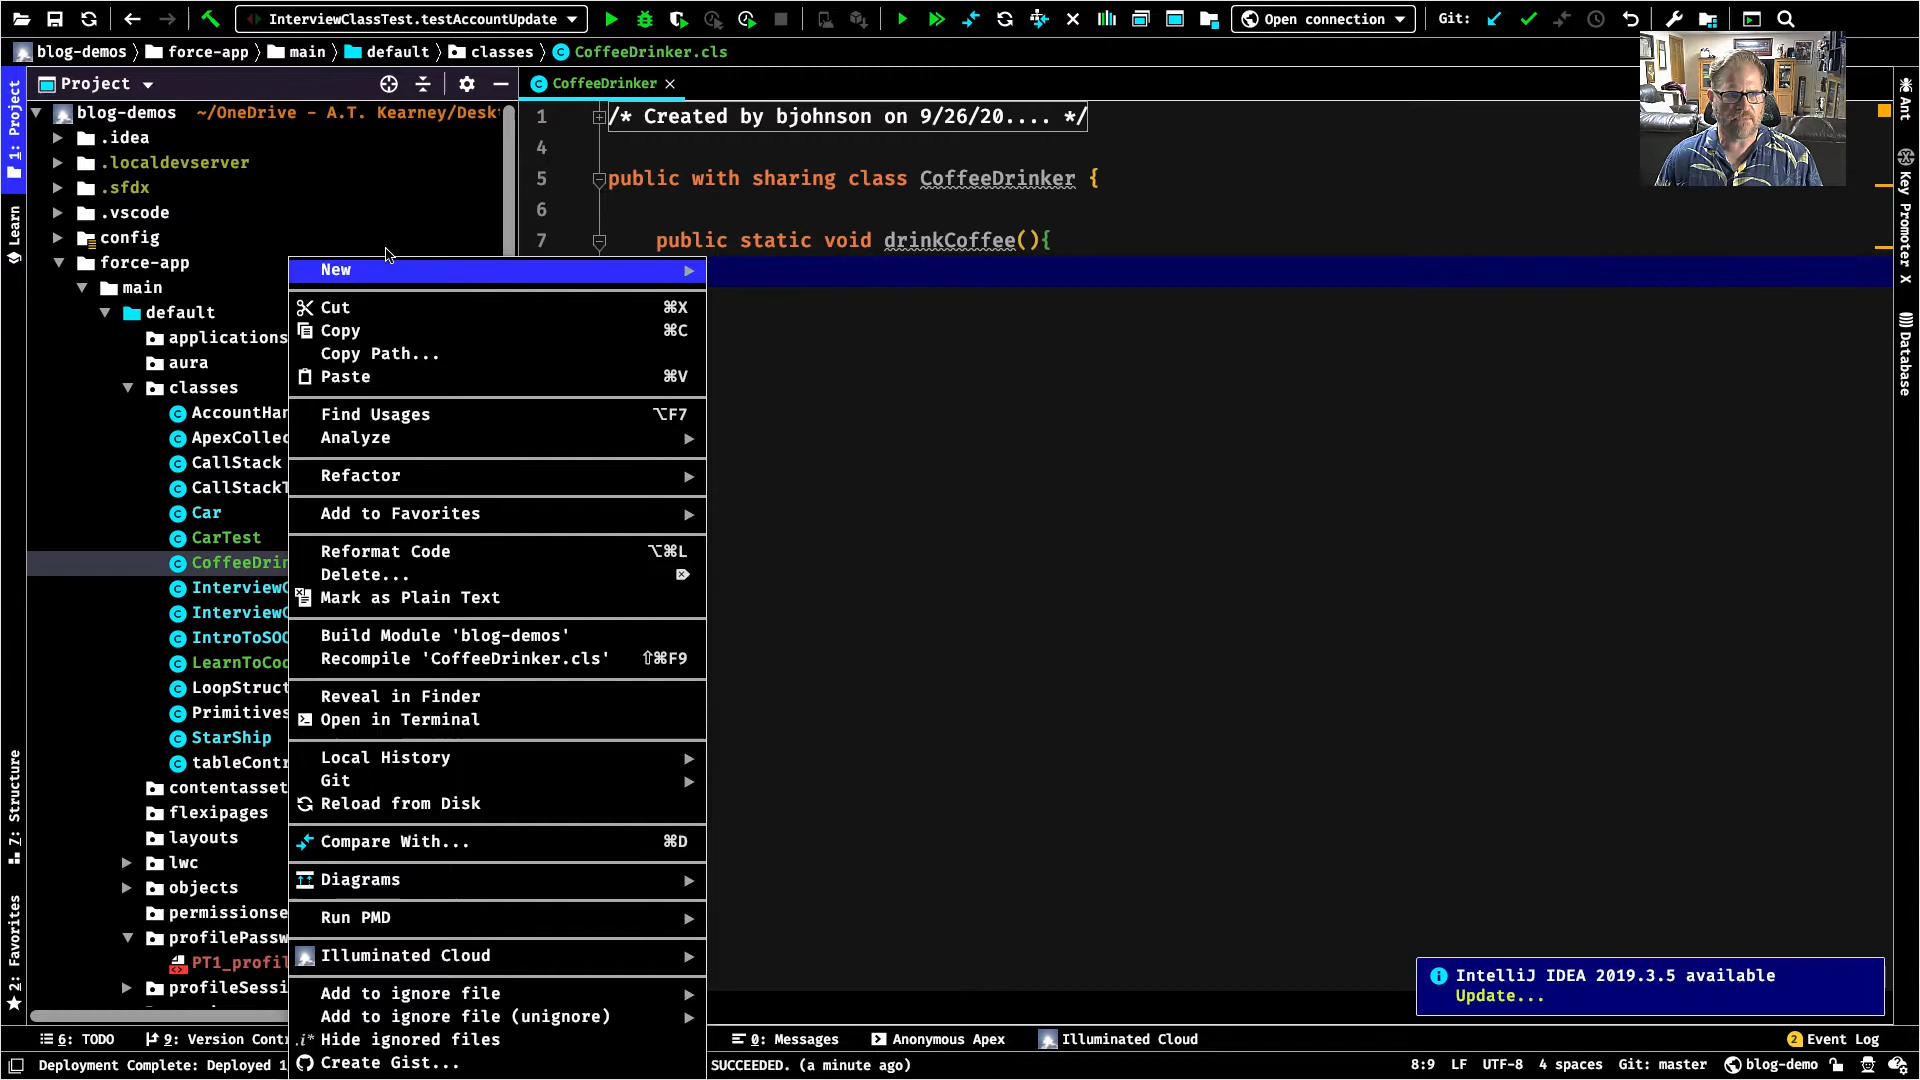 InterviewClassTest.testAccountUpdate
Open connection
Git:
blog-demos
force-app
main
default
classes
CoffeeDrinker.cls
1: Project
Learn
7: Structure
2: Favorites
Project
blog-demos ~/OneDrive - A.T. Kearney/Deskt
.idea
.localdevserver
.sfdx
.vscode
config
force-app
main
default
applications
aura
classes
AccountHan
ApexCollec
CallStack
CallStackT
Car
CarTest
CoffeeDrin
InterviewC
InterviewC
IntroToSOQ
LearnToCod
LoopStruct
Primitives
StarShip
tableContr
contentasset
flexipages
layouts
lwc
objects
permissionse
profilePassw
PT1_profil
profileSessi
New
Cut ⌘X
Copy ⌘C
Copy Path...
Paste ⌘V
Find Usages ⌥F7
Analyze
Refactor
Add to Favorites
Reformat Code ⌥⌘L
Delete... ⌦
Mark as Plain Text
Build Module 'blog-demos'
Recompile 'CoffeeDrinker.cls' ⇧⌘F9
Reveal in Finder
Open in Terminal
Local History
Git
Reload from Disk
Compare With... ⌘D
Diagrams
Run PMD
Illuminated Cloud
Add to ignore file
Add to ignore file (unignore)
Hide ignored files
Create Gist...
CoffeeDrinker
1 /* Created by bjohnson on 9/26/20.... */
4
5 public with sharing class CoffeeDrinker {
6
7 public static void drinkCoffee(){
Ant
Key Promoter X
Database
IntelliJ IDEA 2019.3.5 available
Update...
6: TODO
9: Version Contr
0: Messages
Anonymous Apex
Illuminated Cloud
2 Event Log
Deployment Complete: Deployed 1
SUCCEEDED. (a minute ago)
8:9 LF UTF-8 4 spaces Git: master blog-demo